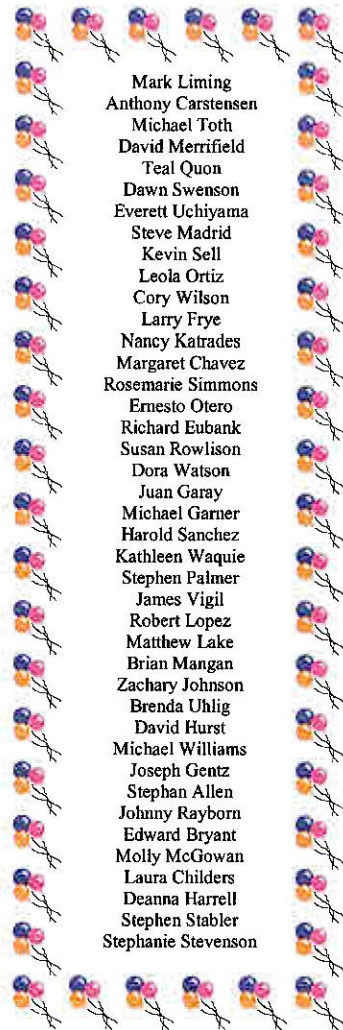 Mark Liming
Anthony Carstensen
Michael Toth
David Merrifield
Teal Quon
Dawn Swenson
Everett Uchiyama
Steve Madrid
Kevin Sell
Leola Ortiz
Cory Wilson
Larry Frye
Nancy Katrades
Margaret Chavez
Rosemarie Simmons
Ernesto Otero
Richard Eubank
Susan Rowlison
Dora Watson
Juan Garay
Michael Garner
Harold Sanchez
Kathleen Waquie
Stephen Palmer
James Vigil
Robert Lopez
Matthew Lake
Brian Mangan
Zachary Johnson
Brenda Uhlig
David Hurst
Michael Williams
Joseph Gentz
Stephan Allen
Johnny Rayborn
Edward Bryant
Molly McGowan
Laura Childers
Deanna Harrell
Stephen Stabler
Stephanie Stevenson